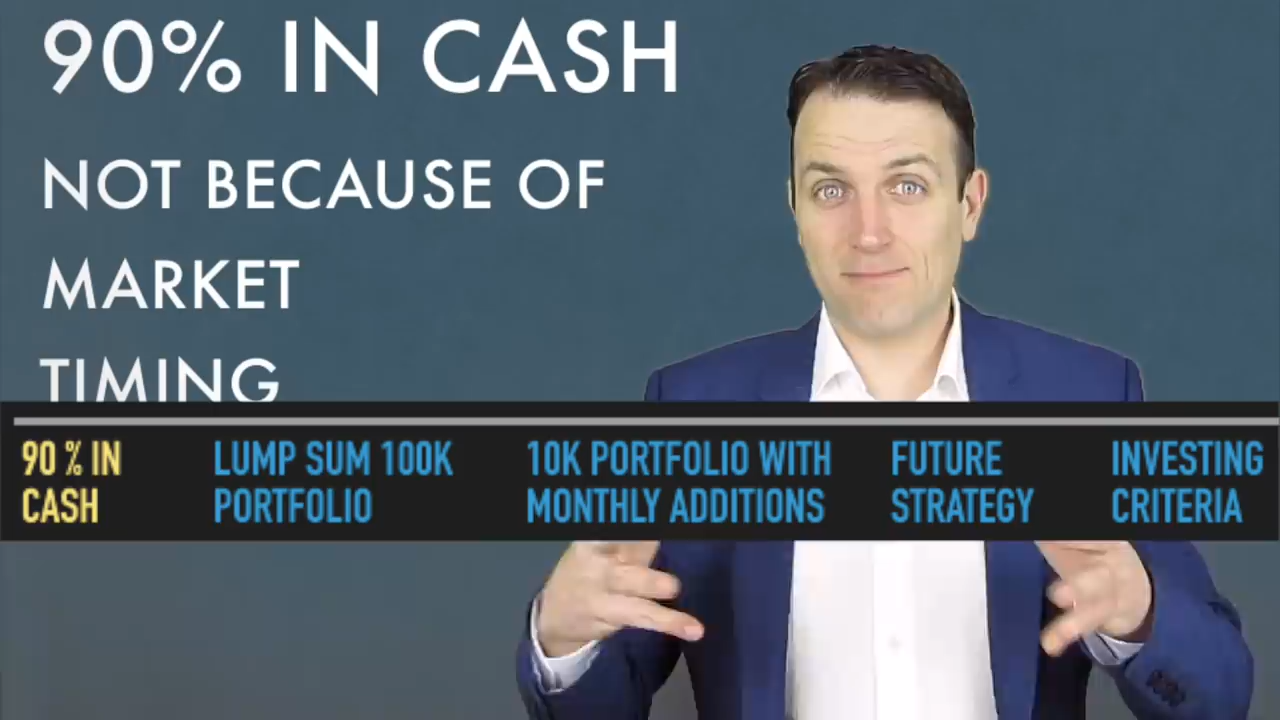 90% IN CASH
NOT BECAUSE OF
MARKET
TIMING
90 % IN
CASH
LUMP SUM 100K
PORTFOLIO
10K PORTFOLIO WITH
MONTHLY ADDITIONS
FUTURE
STRATEGY
INVESTING
CRITERIA